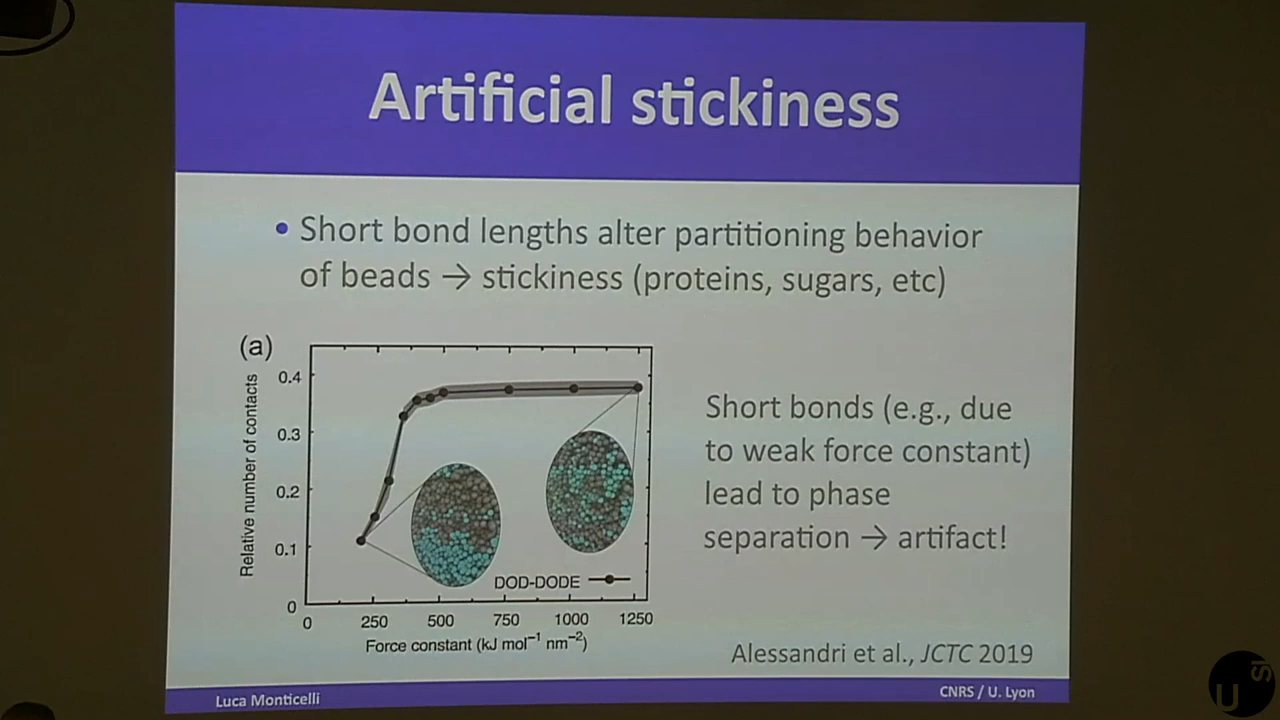 Artificial stickiness
• Short bond lengths alter partitioning behavior
of beads → stickiness (proteins, sugars, etc)
(a)
Relative number of contacts
0.4
0.3
0.2
0.1
0
0 250 500 750 1000 1250
Force constant (kJ mol⁻¹ nm⁻²)
DOD-DODE
Short bonds (e.g., due
to weak force constant)
lead to phase
separation → artifact!
Alessandri et al., JCTC 2019
Luca Monticelli
CNRS / U. Lyon
U SI